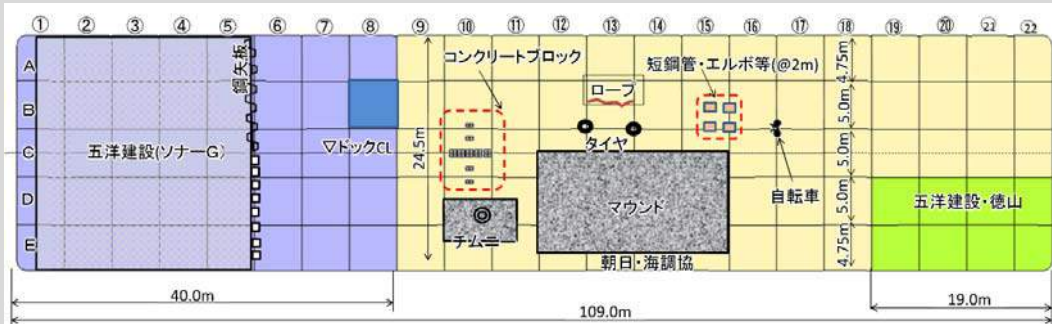 ① ② ③ ④ ⑤ ⑥ ⑦ ⑧ ⑨ ⑩ ⑪ ⑫ ⑬ ⑭ ⑮ ⑯ ⑰ ⑱ ⑲ ⑳ ㉑ ㉒
A
B
C
D
E
鋼矢板
五洋建設(ソナーG)
▽ドックCL
24.5m
コンクリートブロック
チムニー
ロープ
タイヤ
マウンド
朝日・海調協
短鋼管・エルボ等(@2m)
自転車
4.75m
5.0m
5.0m
5.0m
4.75m
五洋建設・徳山
40.0m
109.0m
19.0m